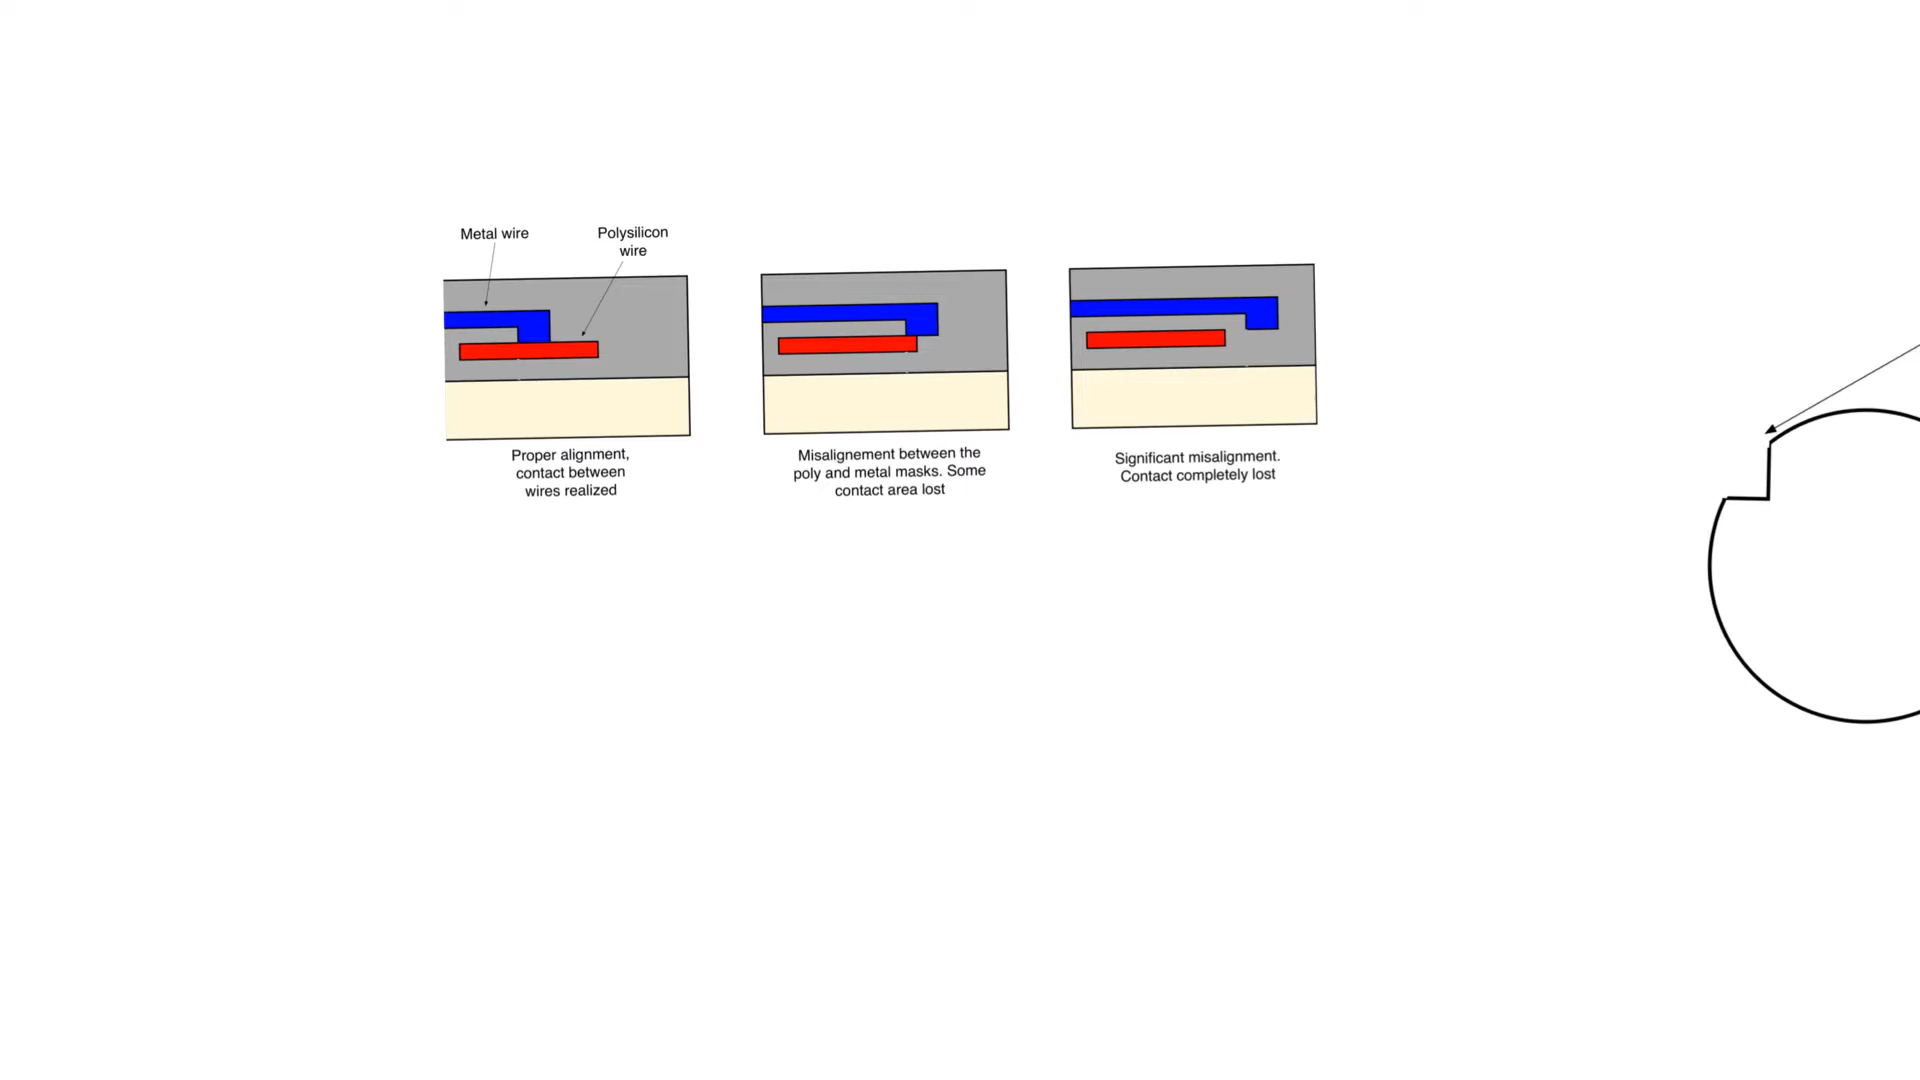 Metal wire
Polysilicon
wire
Proper alignment,
contact between
wires realized
Misalignement between the
poly and metal masks. Some
contact area lost
Significant misalignment.
Contact completely lost